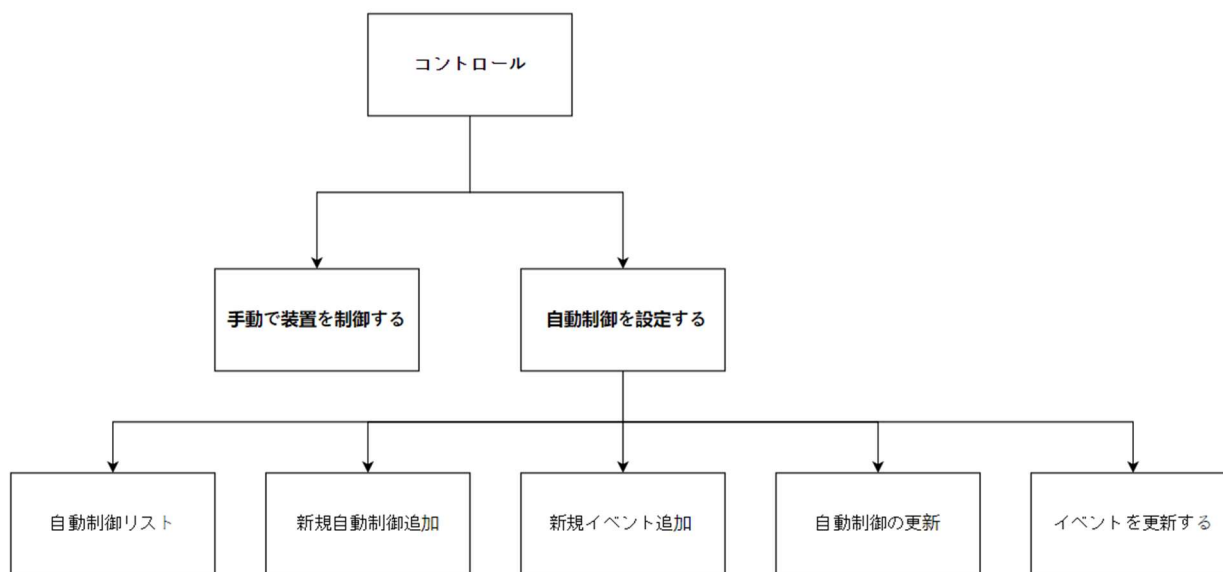 コントロール
手動で装置を制御する
自動制御を設定する
自動制御リスト
新規自動制御追加
新規イベント追加
自動制御の更新
イベントを更新する